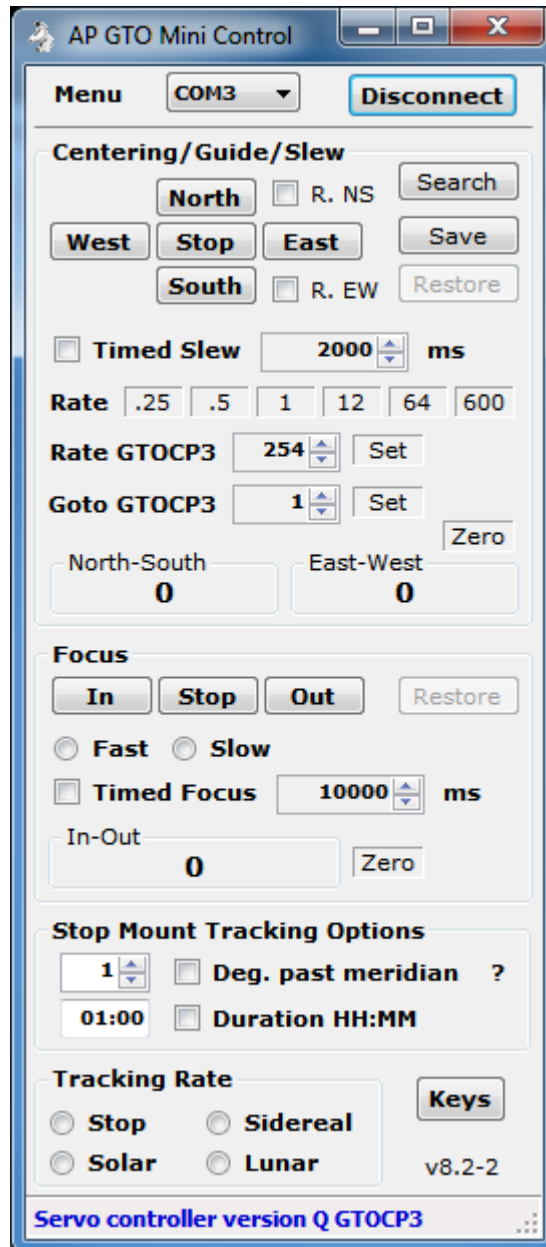 AP GTO Mini Control
Menu COM3 Disconnect
Centering/Guide/Slew
North R. NS Search
West Stop East Save
South R. EW Restore
Timed Slew 2000 ms
Rate .25 .5 1 12 64 600
Rate GTOCP3 254 Set
Goto GTOCP3 1 Set
Zero
North-South East-West
0 0
Focus
In Stop Out Restore
Fast Slow
Timed Focus 10000 ms
In-Out
0 Zero
Stop Mount Tracking Options
1 Deg. past meridian ?
01:00 Duration HH:MM
Tracking Rate
Keys
Stop Sidereal
Solar Lunar v8.2-2
Servo controller version Q GTOCP3